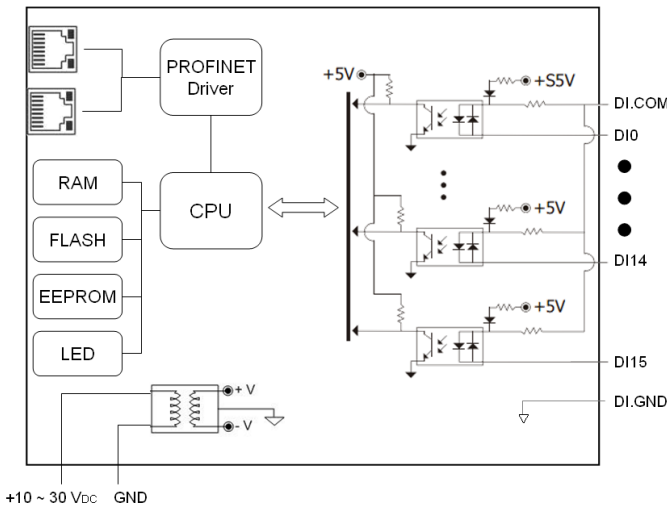 PROFINET
Driver
+5V
+S5V
DI.COM
DI0
RAM
CPU
FLASH
+5V
DI14
EEPROM
+5V
LED
DI15
+ V
DI.GND
- V
+10 ~ 30 VDC GND